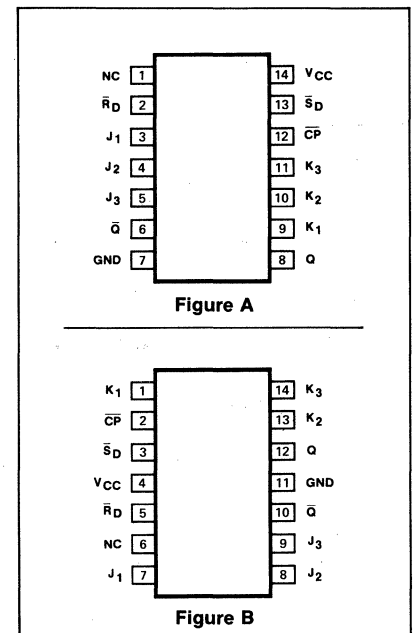 NC 1 14 VCC
R̅D 2 13 S̅D
J1 3 12 C̅P̅
J2 4 11 K3
J3 5 10 K2
Q̅ 6 9 K1
GND 7 8 Q
Figure A
K1 1 14 K3
C̅P̅ 2 13 K2
S̅D 3 12 Q
VCC 4 11 GND
R̅D 5 10 Q̅
NC 6 9 J3
J1 7 8 J2
Figure B